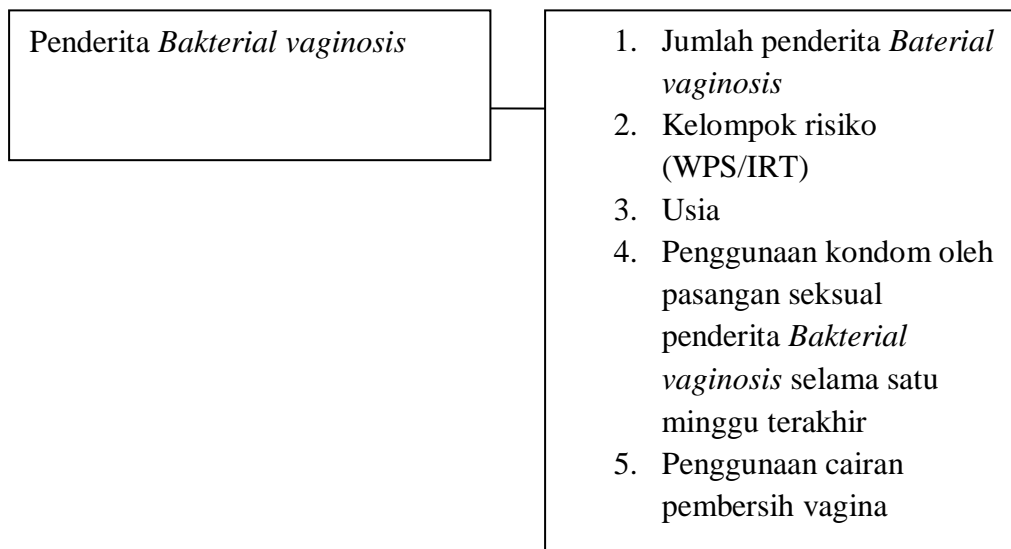 Penderita Bakterial vaginosis
1. Jumlah penderita Baterial
vaginosis
2. Kelompok risiko
(WPS/IRT)
3. Usia
4. Penggunaan kondom oleh
pasangan seksual
penderita Bakterial
vaginosis selama satu
minggu terakhir
5. Penggunaan cairan
pembersih vagina